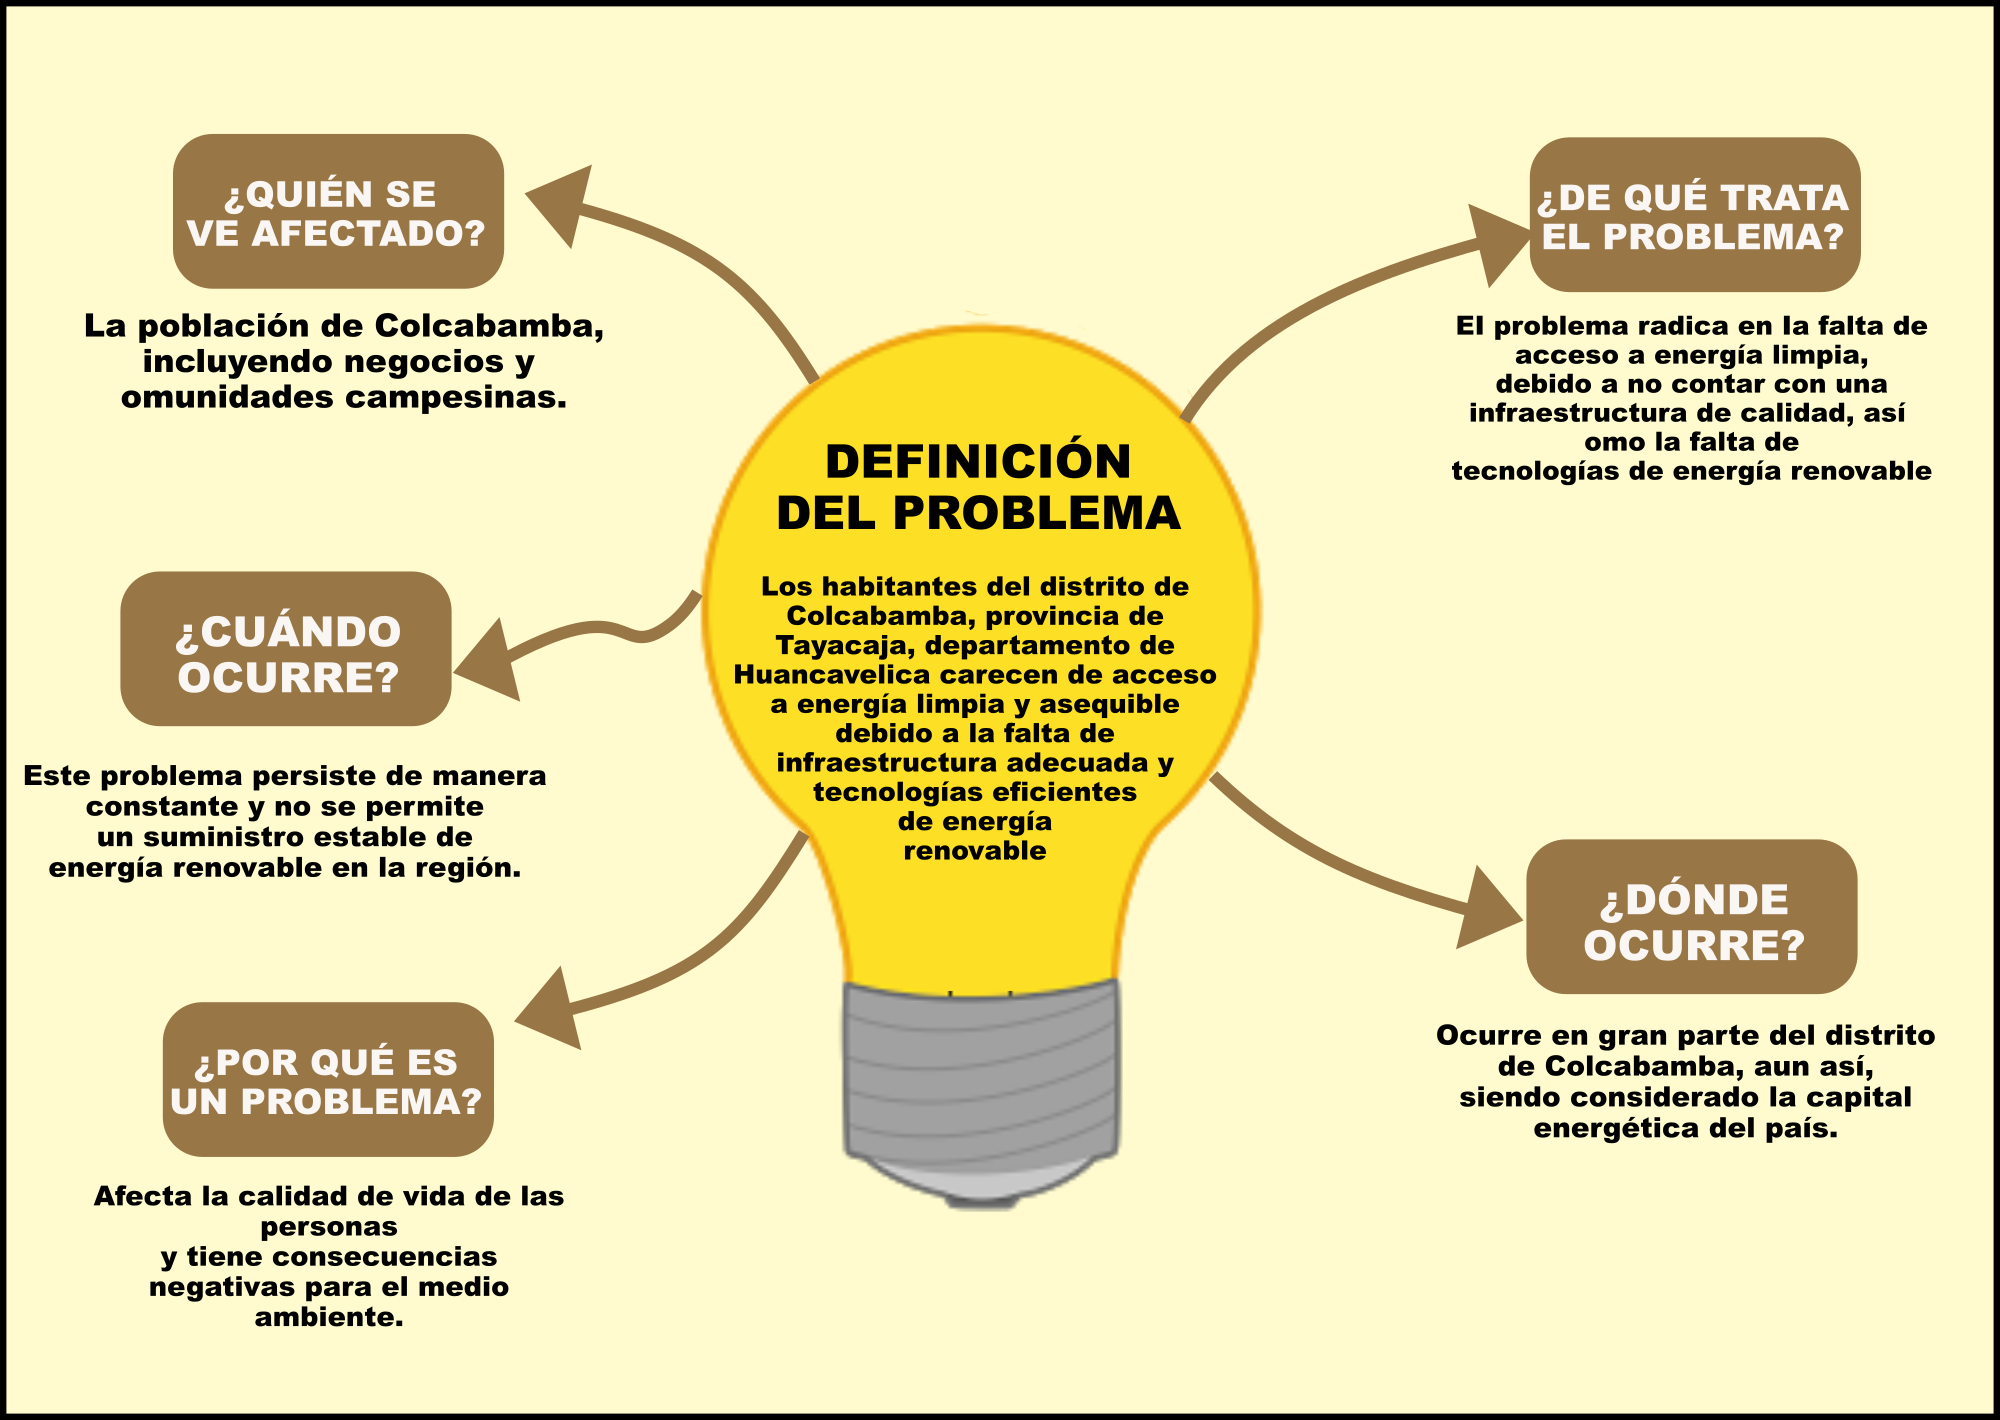 ¿QUIÉN SE
VE AFECTADO?
La población de Colcabamba,
incluyendo negocios y
omunidades campesinas.
¿DE QUÉ TRATA
EL PROBLEMA?
El problema radica en la falta de
acceso a energía limpia,
debido a no contar con una
infraestructura de calidad, así
omo la falta de
tecnologías de energía renovable
DEFINICIÓN
DEL PROBLEMA
Los habitantes del distrito de
Colcabamba, provincia de
Tayacaja, departamento de
Huancavelica carecen de acceso
a energía limpia y asequible
debido a la falta de
infraestructura adecuada y
tecnologías eficientes
de energía
renovable
¿CUÁNDO
OCURRE?
Este problema persiste de manera
constante y no se permite
un suministro estable de
energía renovable en la región.
¿DÓNDE
OCURRE?
Ocurre en gran parte del distrito
de Colcabamba, aun así,
siendo considerado la capital
energética del país.
¿POR QUÉ ES
UN PROBLEMA?
Afecta la calidad de vida de las
personas
y tiene consecuencias
negativas para el medio
ambiente.